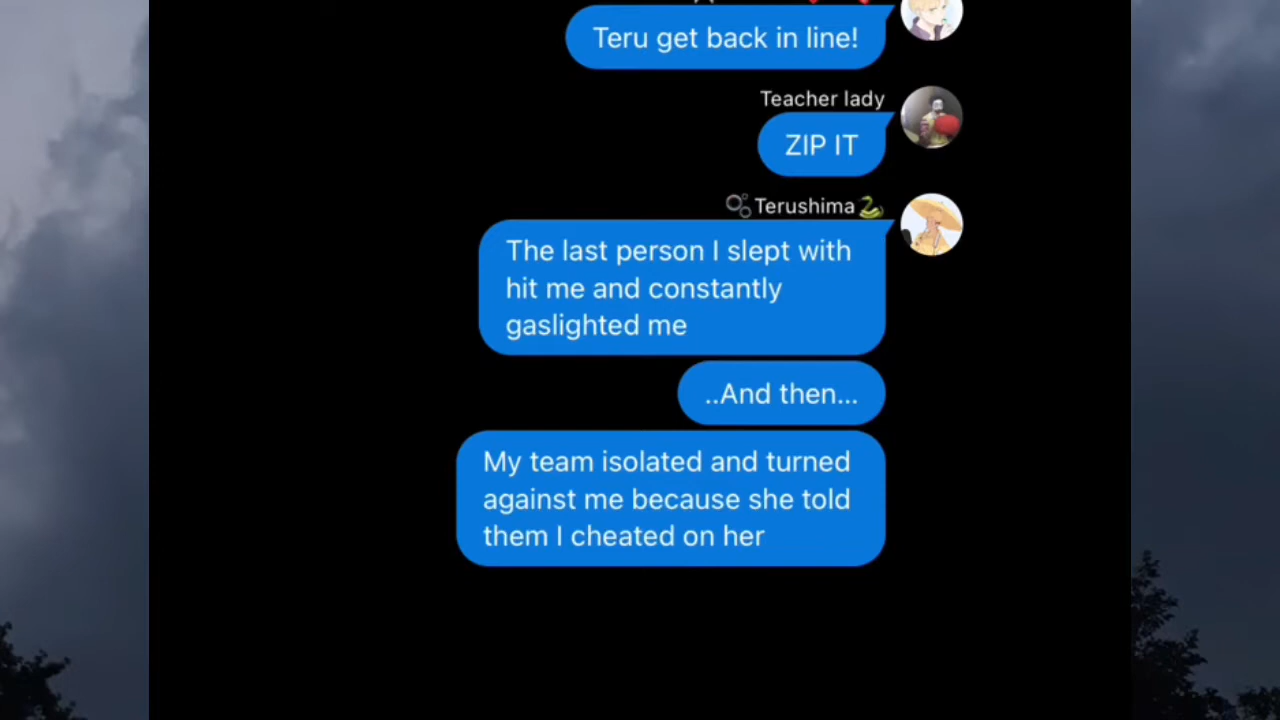 Teru get back in line!
Teacher lady
ZIP IT
🫧Terushima🐍
The last person I slept with
hit me and constantly
gaslighted me
..And then...
My team isolated and turned
against me because she told
them I cheated on her